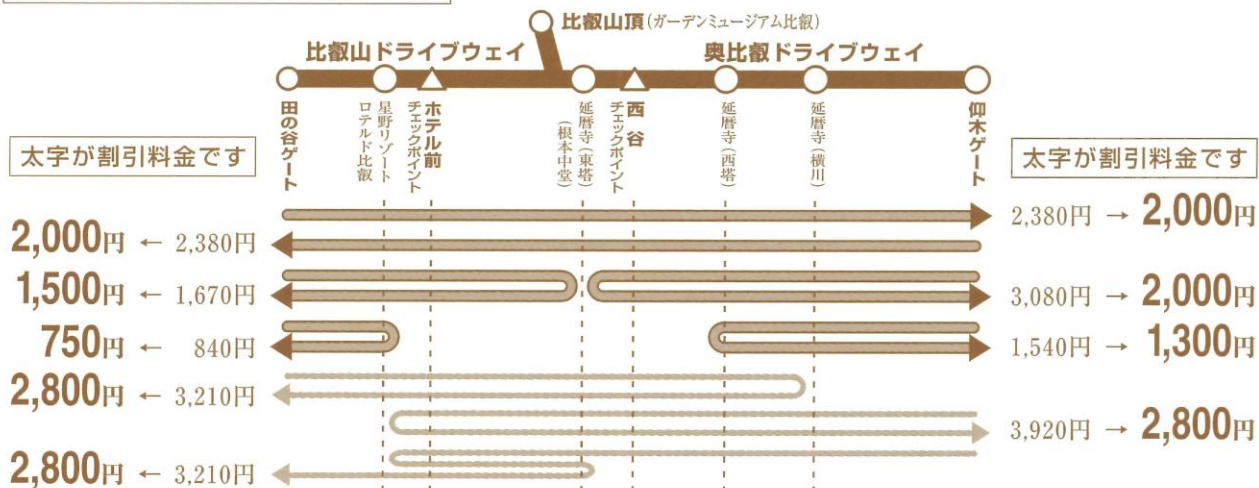 比叡山頂(ガーデンミュージアム比叡)
比叡山ドライブウェイ
奥比叡ドライブウェイ
田の谷ゲート
星野リゾート
ロテルド比叡
ホテル前
チェックポイント
延暦寺(東塔)
(根本中堂)
西谷
チェックポイント
延暦寺(西塔)
延暦寺(横川)
仰木ゲート
太字が割引料金です
太字が割引料金です
2,380円 → 2,000円
2,000円 ← 2,380円
1,500円 ← 1,670円
3,080円 → 2,000円
750円 ← 840円
1,540円 → 1,300円
2,800円 ← 3,210円
3,920円 → 2,800円
2,800円 ← 3,210円